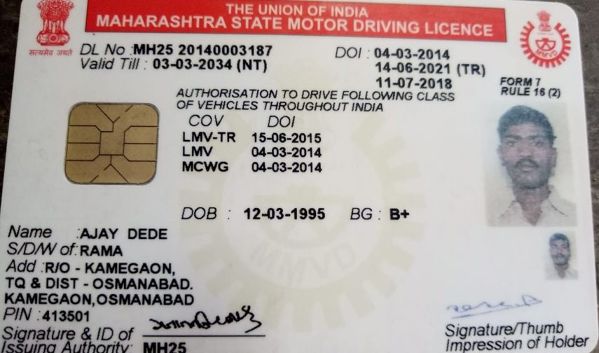 THE UNION OF INDIA
MAHARASHTRA STATE MOTOR DRIVING LICENCE
सत्यमेव जयते
DL No : MH25 20140003187 DOI : 04-03-2014
Valid Till : 03-03-2034 (NT) 14-06-2021 (TR)
11-07-2018
FORM 7
RULE 16 (2)
AUTHORISATION TO DRIVE FOLLOWING CLASS
OF VEHICLES THROUGHOUT INDIA
COV DOI
LMV-TR 15-06-2015
LMV 04-03-2014
MCWG 04-03-2014
MMVD
DOB : 12-03-1995 BG : B+
Name : AJAY DEDE
S/D/W of : RAMA
Add : R/O - KAMEGAON,
TQ & DIST - OSMANABAD.
KAMEGAON,OSMANABAD
PIN : 413501
Signature & ID of
Issuing Authority: MH25
Signature/Thumb
Impression of Holder